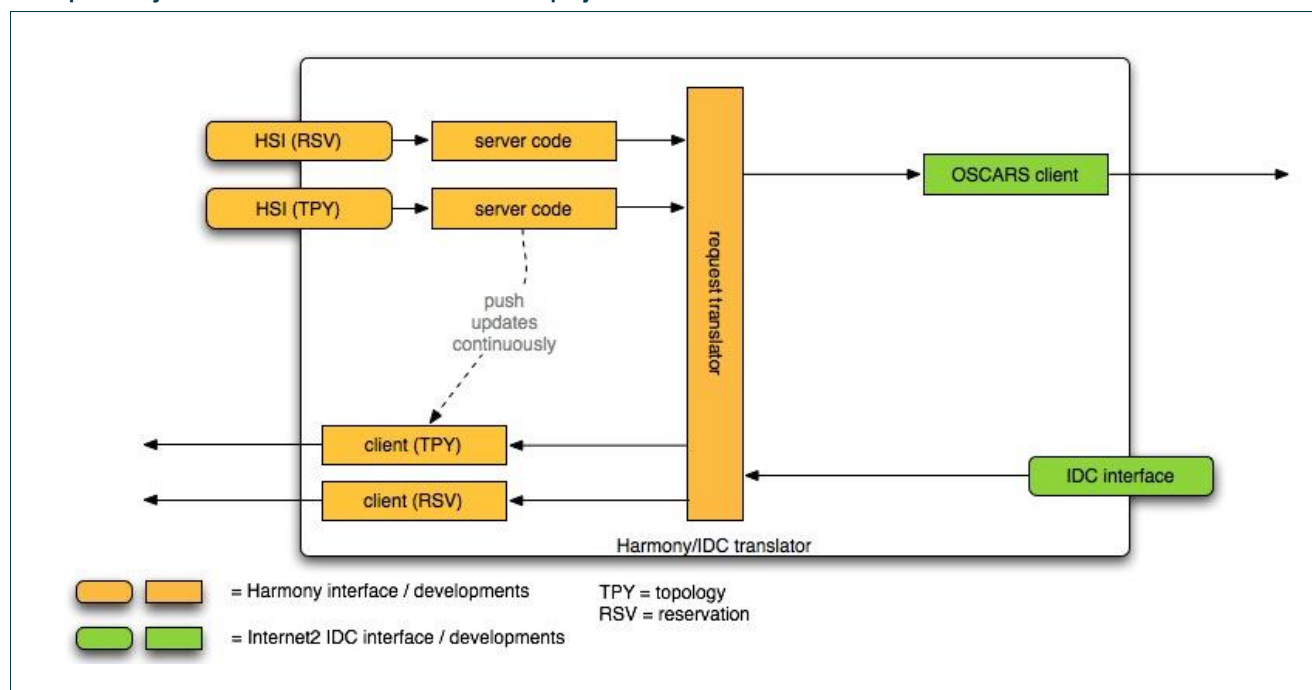 HSI (RSV)
server code
OSCARS client
HSI (TPY)
server code
request translator
push
updates
continuously
client (TPY)
client (RSV)
IDC interface
Harmony/IDC translator
= Harmony interface / developments
TPY = topology
RSV = reservation
= Internet2 IDC interface / developments